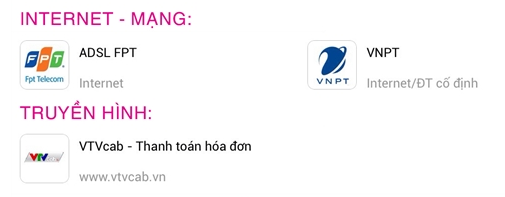 INTERNET - MẠNG:
FPT.
Fpt Telecom
ADSL FPT
Internet
VNPT
VNPT
Internet/ĐT cố định
TRUYỀN HÌNH:
VTVcab - Thanh toán hóa đơn
www.vtvcab.vn